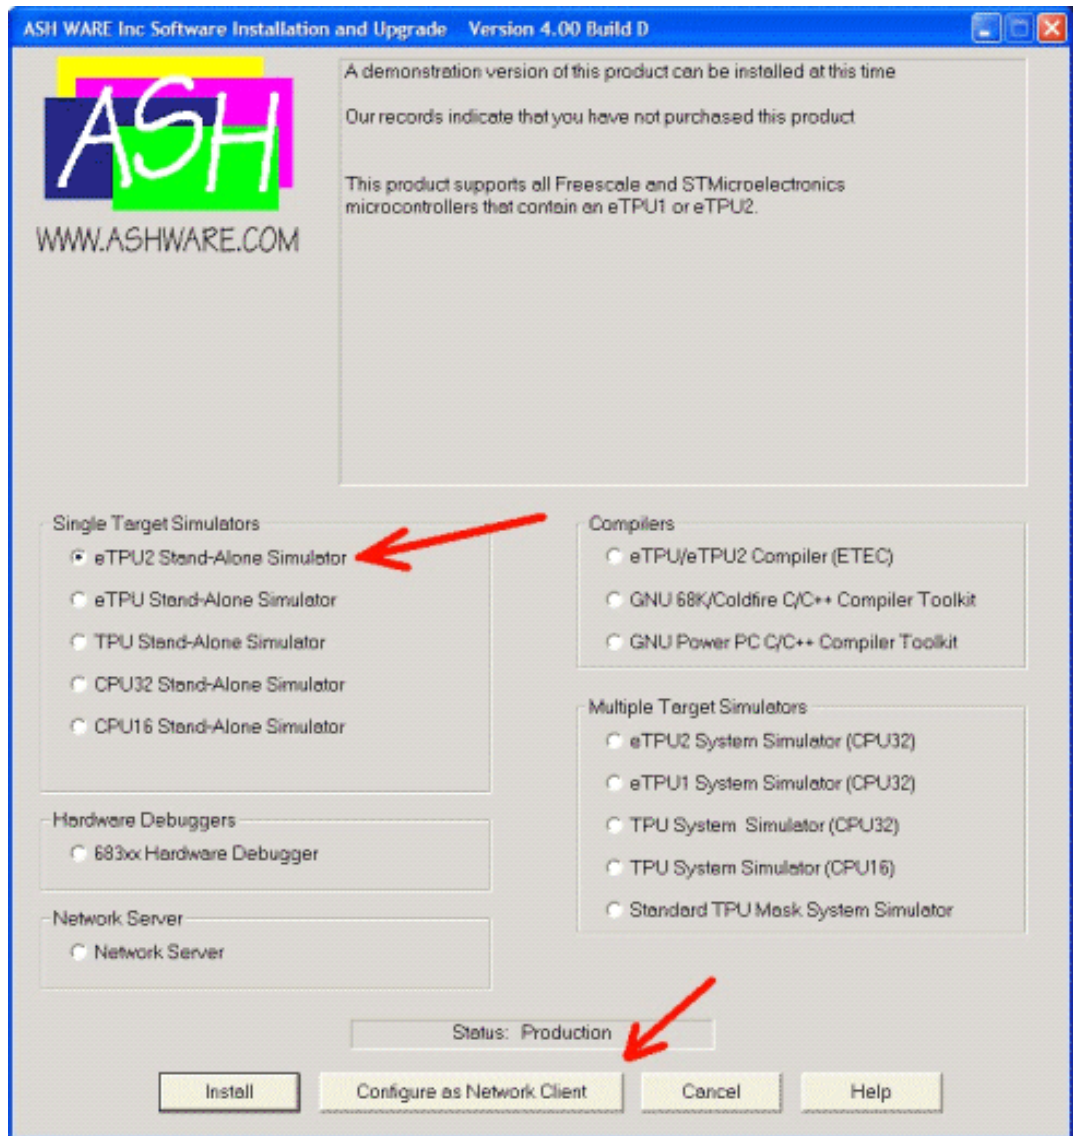 ASH WARE Inc Software Installation and Upgrade Version 4.00 Build D
ASH
WWW.ASHWARE.COM
A demonstration version of this product can be installed at this time
Our records indicate that you have not purchased this product
This product supports all Freescale and STMicroelectronics
microcontrollers that contain an eTPU1 or eTPU2.
Single Target Simulators
eTPU2 Stand-Alone Simulator
eTPU Stand-Alone Simulator
TPU Stand-Alone Simulator
CPU32 Stand-Alone Simulator
CPU16 Stand-Alone Simulator
Hardware Debuggers
683xx Hardware Debugger
Network Server
Network Server
Compilers
eTPU/eTPU2 Compiler (ETEC)
GNU 68K/Coldfire C/C++ Compiler Toolkit
GNU Power PC C/C++ Compiler Toolkit
Multiple Target Simulators
eTPU2 System Simulator (CPU32)
eTPU1 System Simulator (CPU32)
TPU System Simulator (CPU32)
TPU System Simulator (CPU16)
Standard TPU Mask System Simulator
Status: Production
Install
Configure as Network Client
Cancel
Help